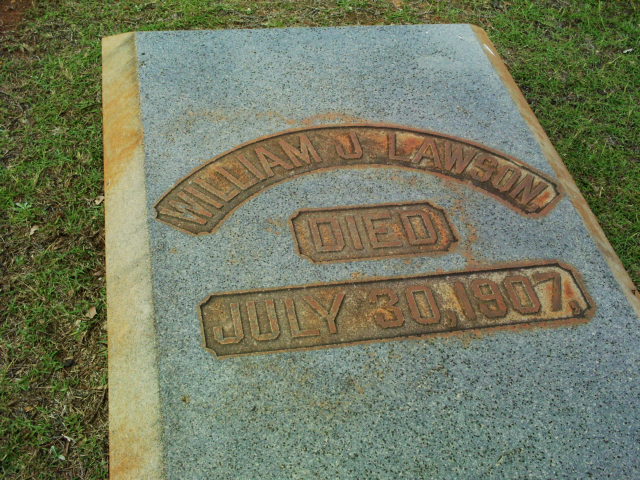 WILLIAM J. LAWSON.
DIED
JULY 30, 1907.